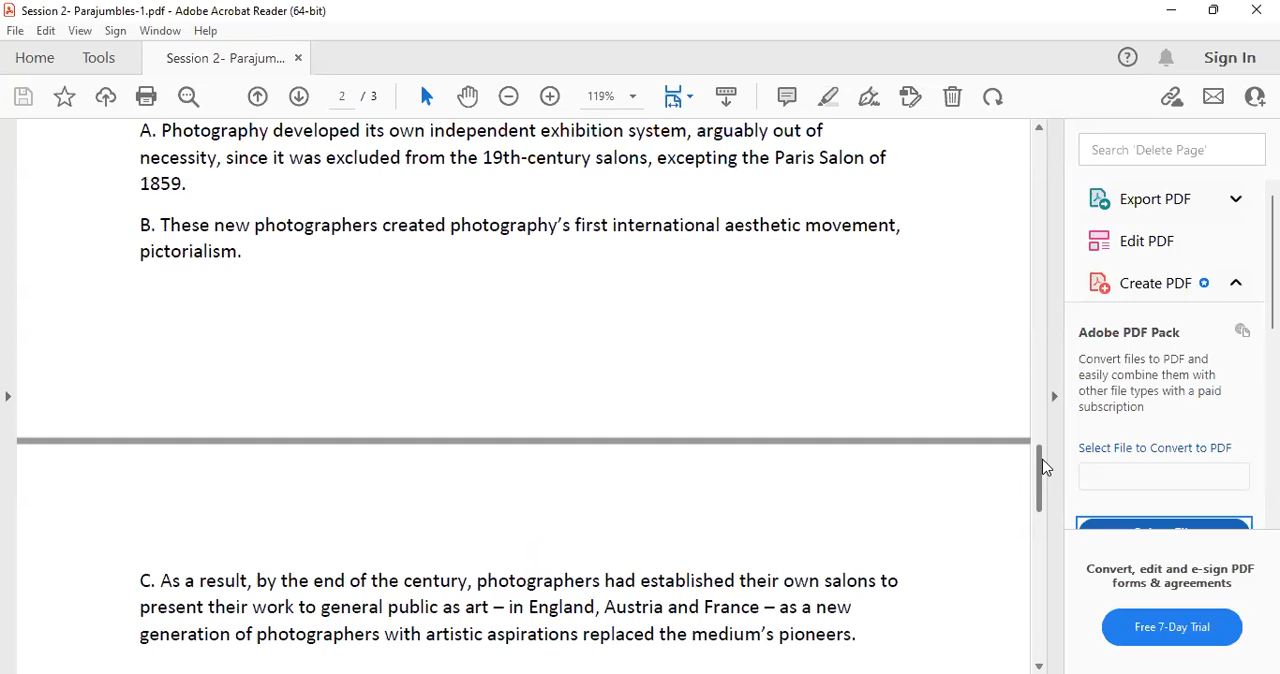 Session 2- Parajumbles-1.pdf - Adobe Acrobat Reader (64-bit)
File Edit View Sign Window Help
Home Tools Session 2- Parajum... × Sign In
2 / 3 119%
A. Photography developed its own independent exhibition system, arguably out of
necessity, since it was excluded from the 19th-century salons, excepting the Paris Salon of
1859.
B. These new photographers created photography's first international aesthetic movement,
pictorialism.
C. As a result, by the end of the century, photographers had established their own salons to
present their work to general public as art – in England, Austria and France – as a new
generation of photographers with artistic aspirations replaced the medium's pioneers.
Search 'Delete Page'
Export PDF
Edit PDF
Create PDF
Adobe PDF Pack
Convert files to PDF and
easily combine them with
other file types with a paid
subscription
Select File to Convert to PDF
Convert, edit and e-sign PDF
forms & agreements
Free 7-Day Trial